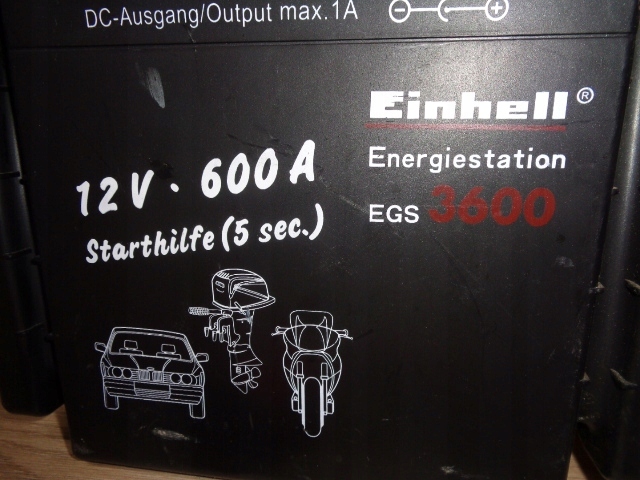 DC-Ausgang/Output max.1A
Einhell®
Energiestation
EGS 3600
12V · 600A
Starthilfe (5 sec.)